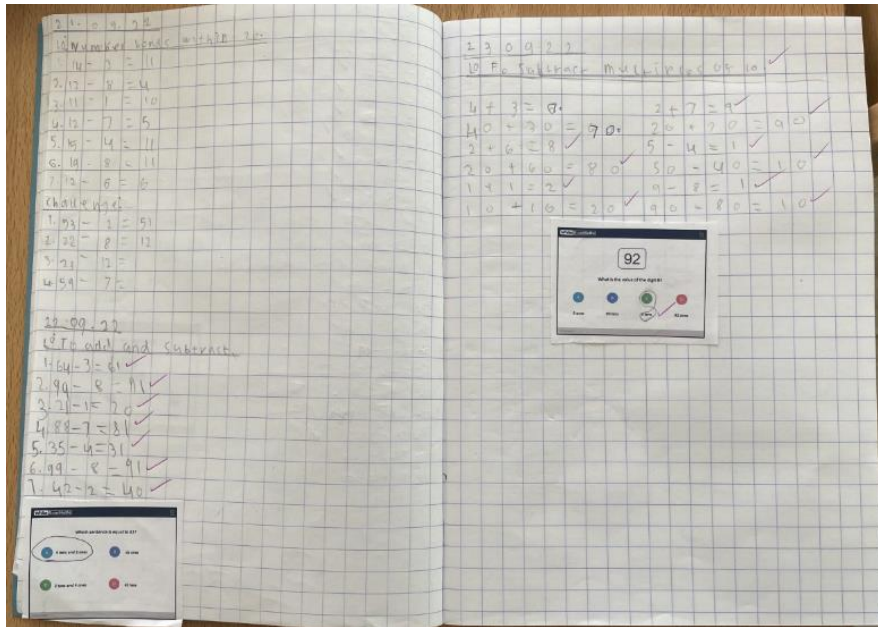 21.09.22
LO Number bonds within 20.
1. 14 - 3 = 11
2. 12 - 8 = 4
3. 11 - 1 = 10
4. 12 - 7 = 5
5. 15 - 4 = 11
6. 19 - 8 = 11
7. 12 - 6 = 6
Challenge:
1. 53 - 2 = 51
2. 22 - 8 = 12
3. 21 - 12 =
4. 59 - 7 =
22-09-22
LO To add and subtract.
1. 64 - 3 = 61
2. 99 - 8 = 91
3. 21 - 1 = 20
4. 88 - 7 = 81
5. 35 - 4 = 31
6. 99 - 8 = 91
7. 42 - 2 = 40
230922
LO To subtract multiples of 10
4 + 3 = 7. 2 + 7 = 9
40 + 30 = 70. 20 + 70 = 90
2 + 6 = 8 5 - 4 = 1
20 + 60 = 80 50 - 40 = 10
1 + 1 = 2 9 - 8 = 1
10 + 10 = 20 90 - 80 = 10
92
What is the value of the digit